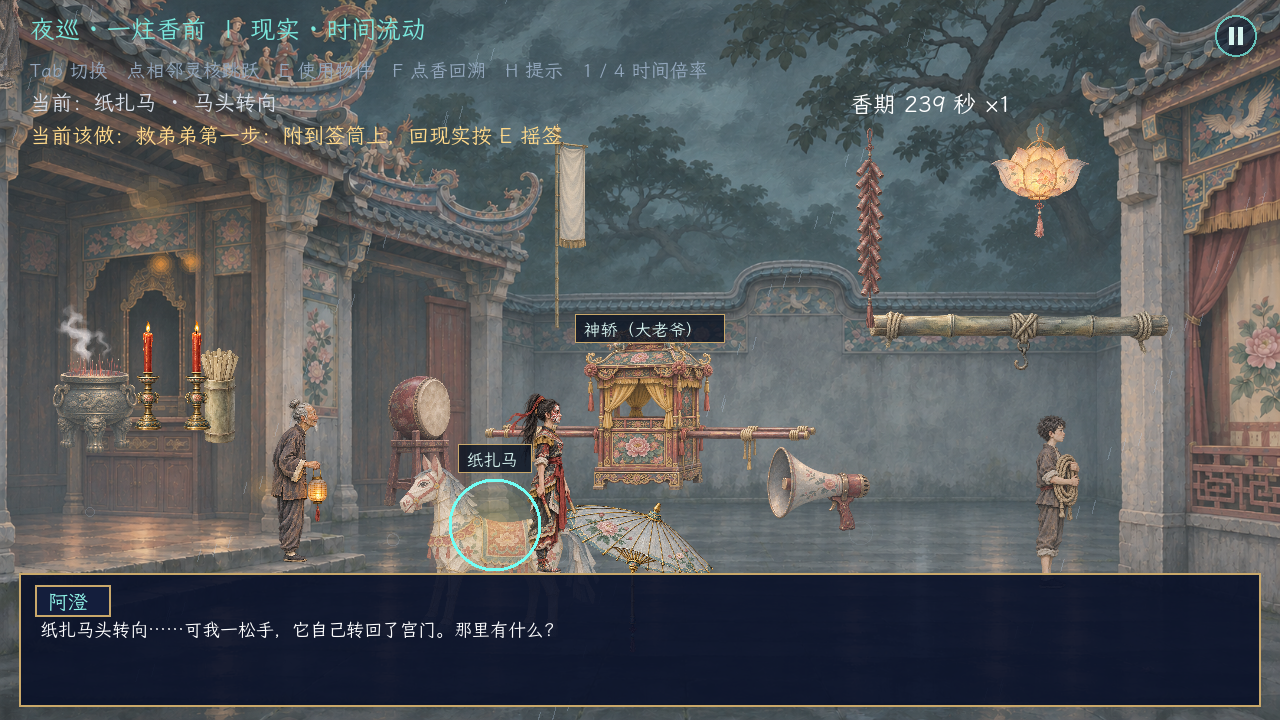 夜巡·一炷香前 | 现实·时间流动
Tab 切换 点相邻灵核跳跃 E 使用物件 F 点香回溯 H 提示 1 / 4 时间倍率
当前：纸扎马 · 马头转向
香期 239 秒 ×1
当前该做：救弟弟第一步：附到签筒上，回现实按 E 摇签
神轿（大老爷）
纸扎马
阿澄
纸扎马头转向……可我一松手，它自己转回了宫门。那里有什么？